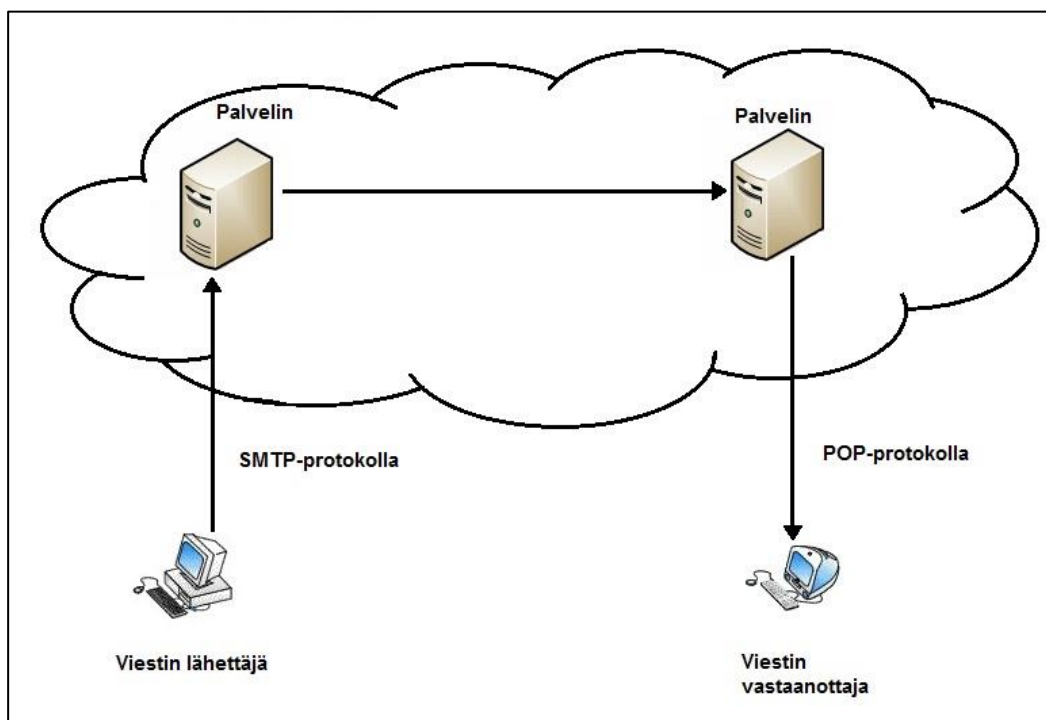 Palvelin
Palvelin
SMTP-protokolla
POP-protokolla
Viestin lähettäjä
Viestin
vastaanottaja